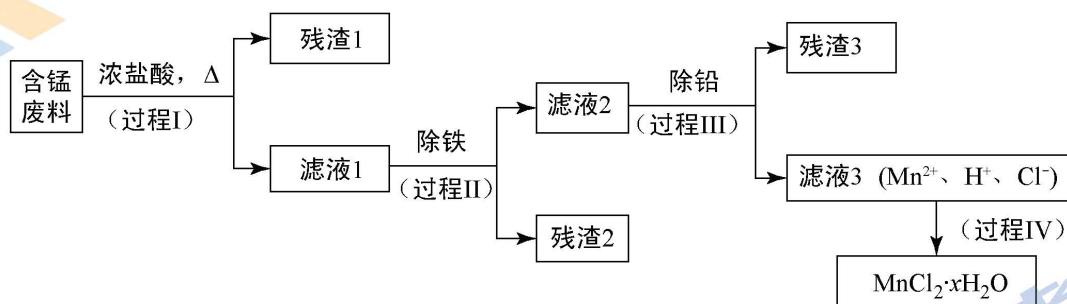 残渣1
残渣3
含锰
废料
浓盐酸，Δ
（过程I）
滤液2
除铅
（过程III）
滤液1
除铁
（过程II）
滤液3 (Mn²⁺、H⁺、Cl⁻)
残渣2
（过程IV）
MnCl₂·xH₂O